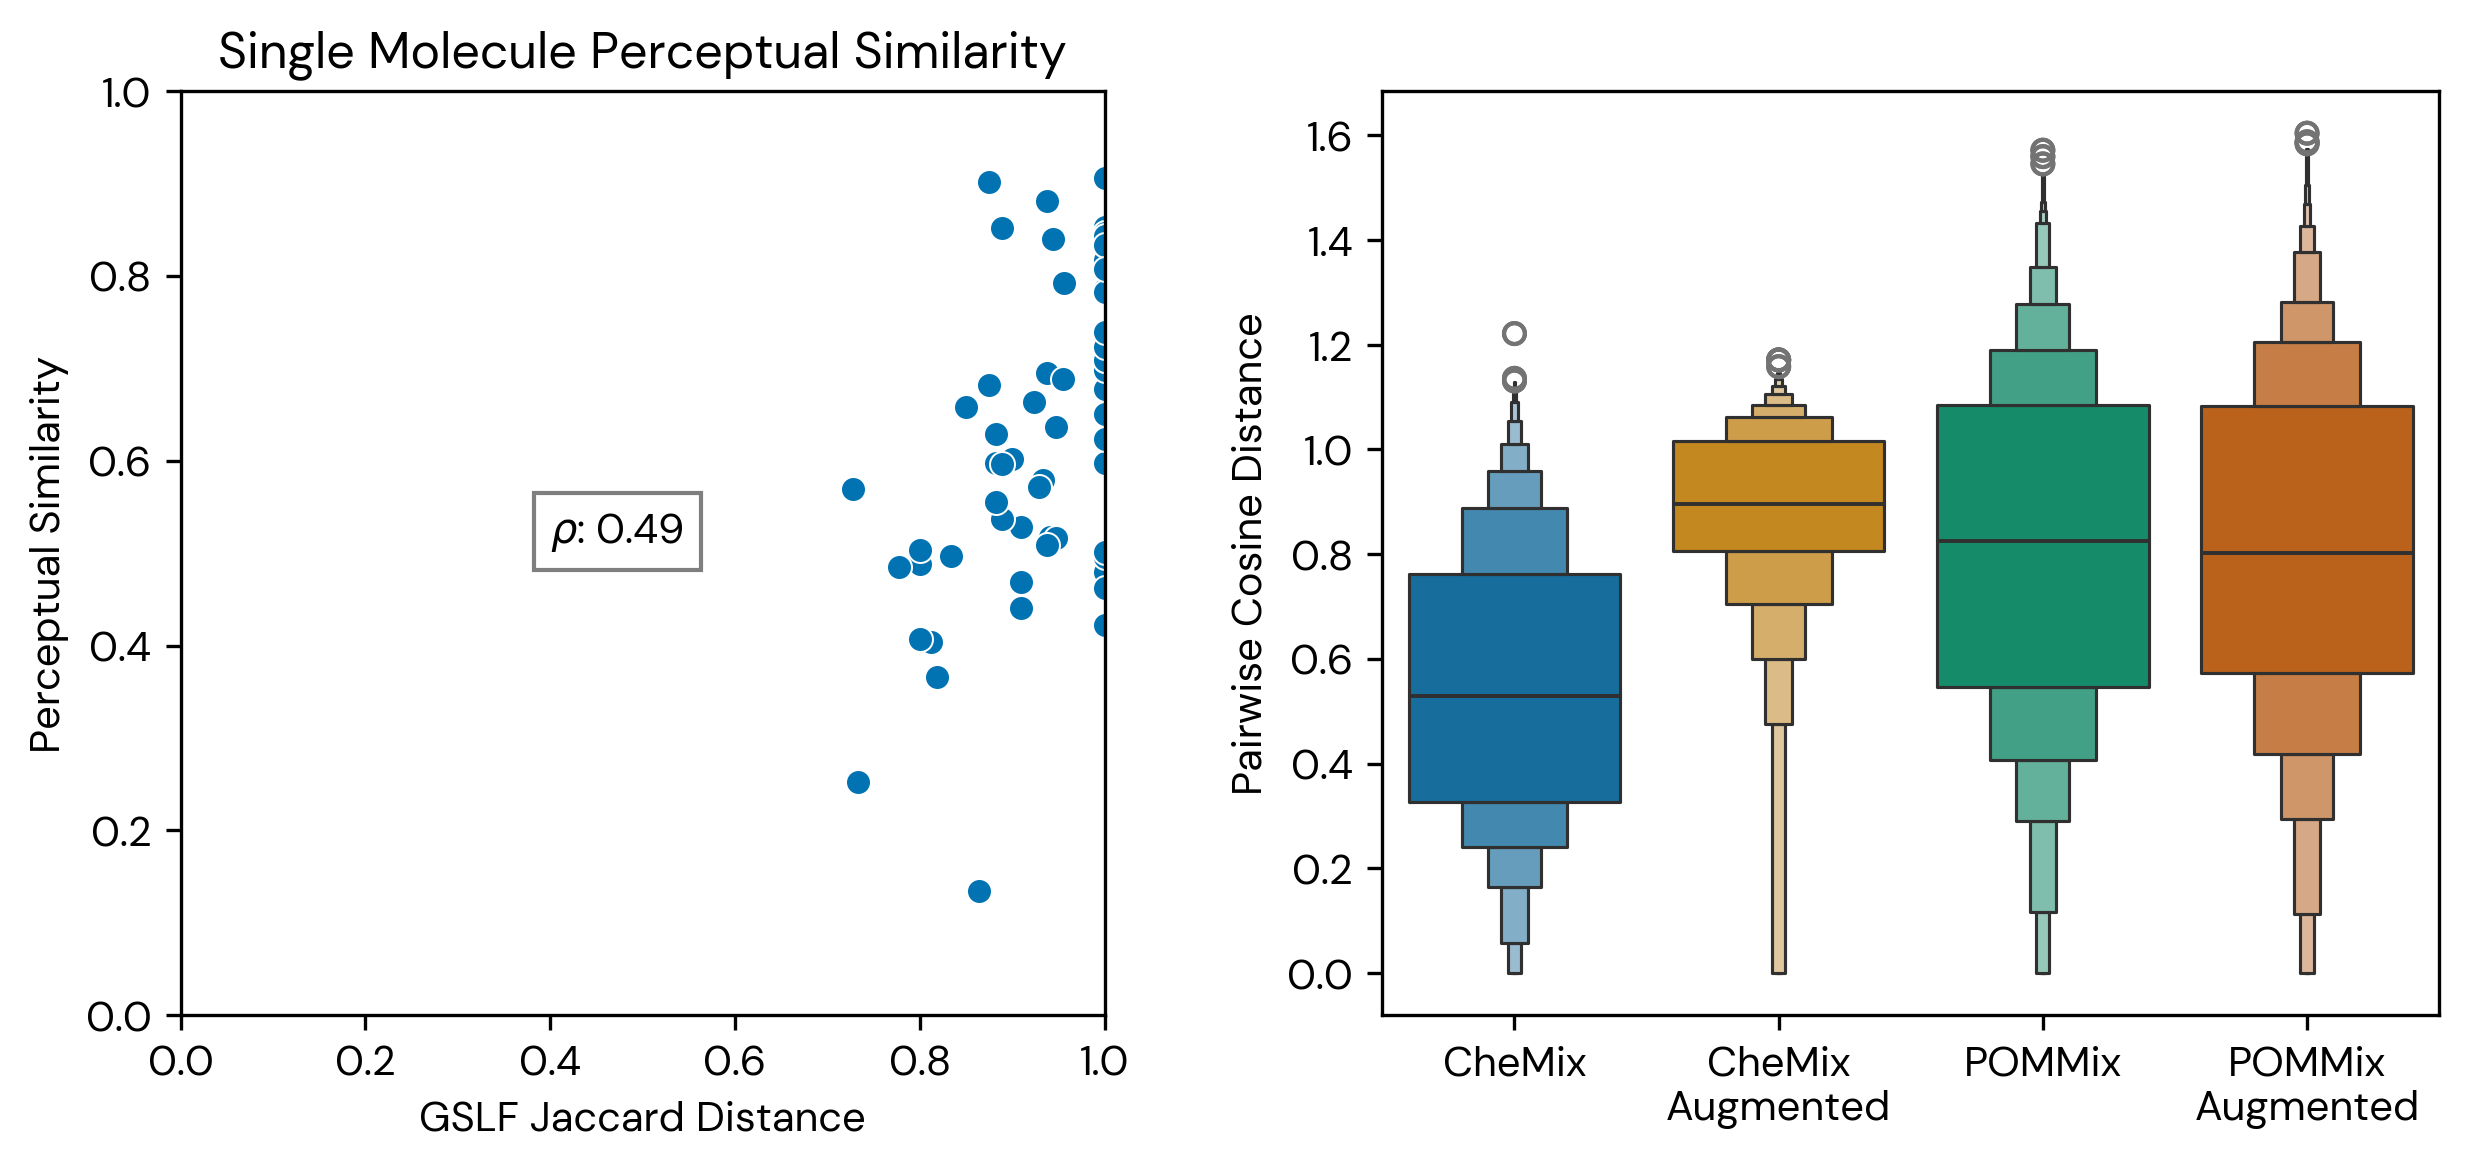 Single Molecule Perceptual Similarity
1.0
0.8
0.6
0.4
0.2
0.0
Perceptual Similarity
ρ: 0.49
0.0 0.2 0.4 0.6 0.8 1.0
GSLF Jaccard Distance
1.6
1.4
1.2
1.0
0.8
0.6
0.4
0.2
0.0
Pairwise Cosine Distance
CheMix
CheMix
Augmented
POMMix
POMMix
Augmented